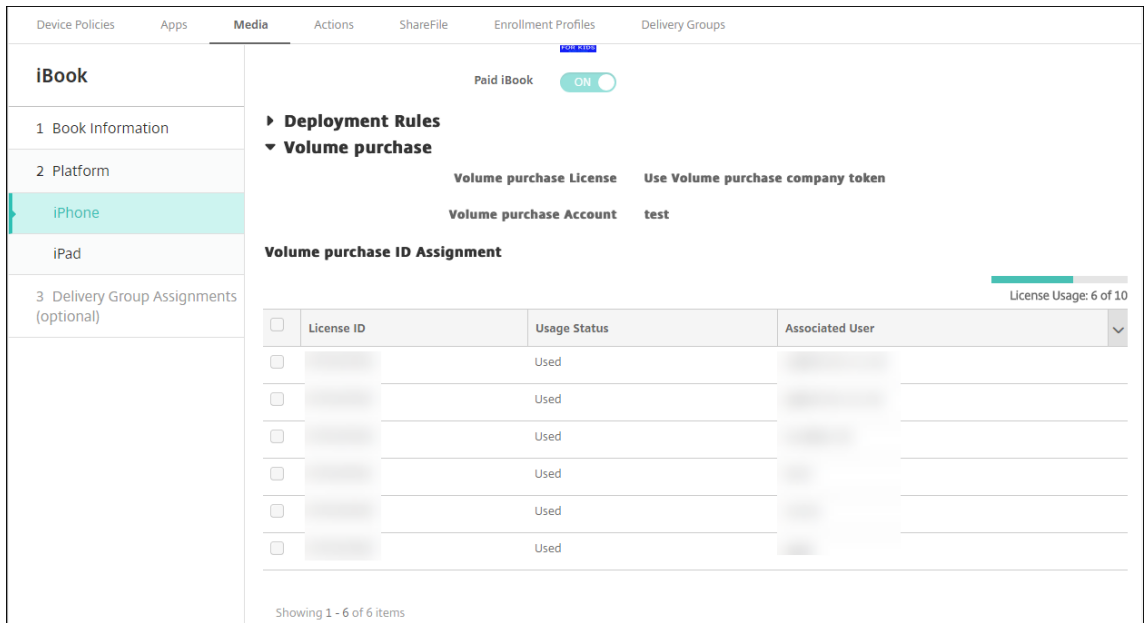 Device Policies Apps Media Actions ShareFile Enrollment Profiles Delivery Groups
iBook
FOR KIDS
Paid iBook ON
1 Book Information
Deployment Rules
Volume purchase
2 Platform
Volume purchase License Use Volume purchase company token
iPhone
Volume purchase Account test
iPad
Volume purchase ID Assignment
3 Delivery Group Assignments
(optional)
License Usage: 6 of 10
License ID Usage Status Associated User
Used
Used
Used
Used
Used
Used
Showing 1 - 6 of 6 items